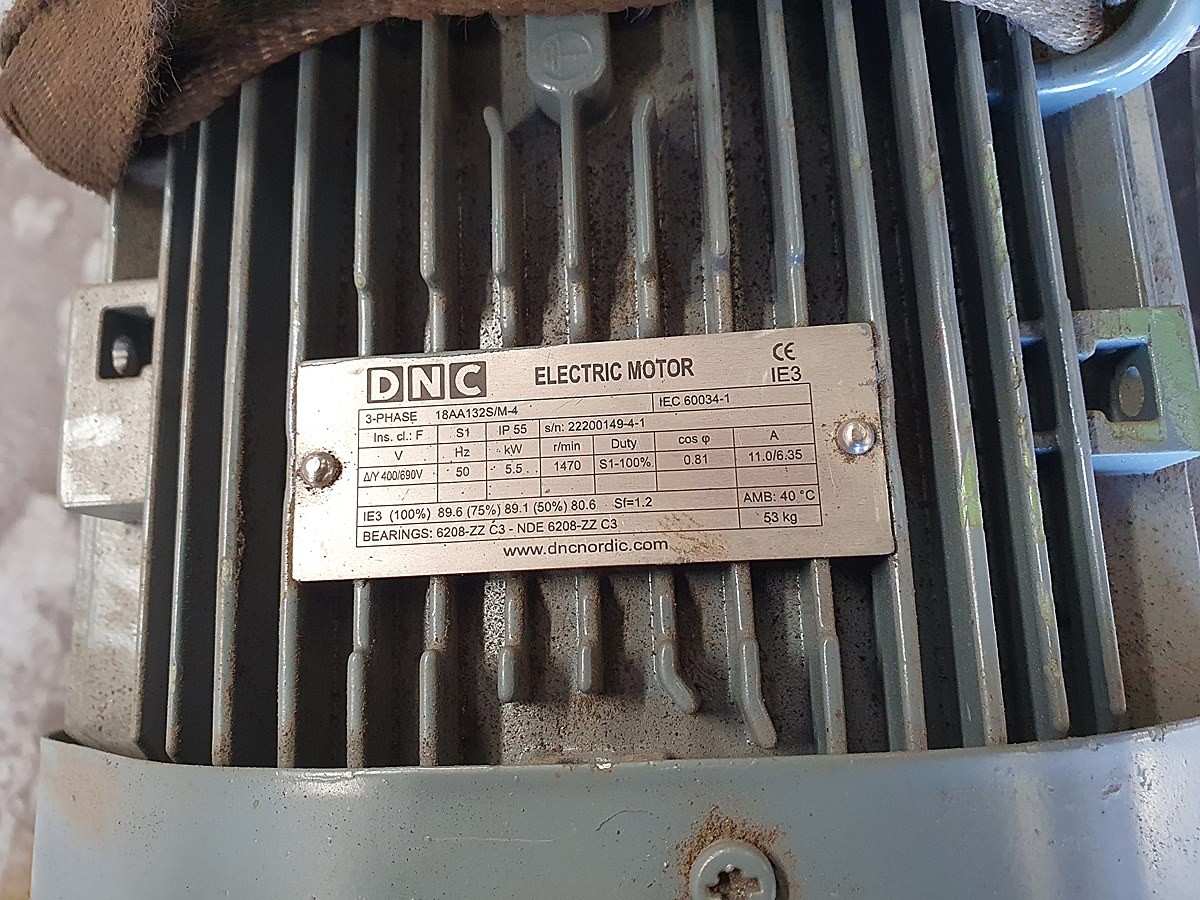 DNC ELECTRIC MOTOR CE
IE3
3-PHASE 18AA132S/M-4 IEC 60034-1
Ins. cl.: F S1 IP 55 s/n: 22200149-4-1
V Hz kW r/min Duty cos φ A
Δ/Y 400/690V 50 5.5 1470 S1-100% 0.81 11.0/6.35
IE3 (100%) 89.6 (75%) 89.1 (50%) 80.6 Sf=1.2 AMB: 40 °C
BEARINGS: 6208-ZZ C3 - NDE 6208-ZZ C3 53 kg
www.dncnordic.com